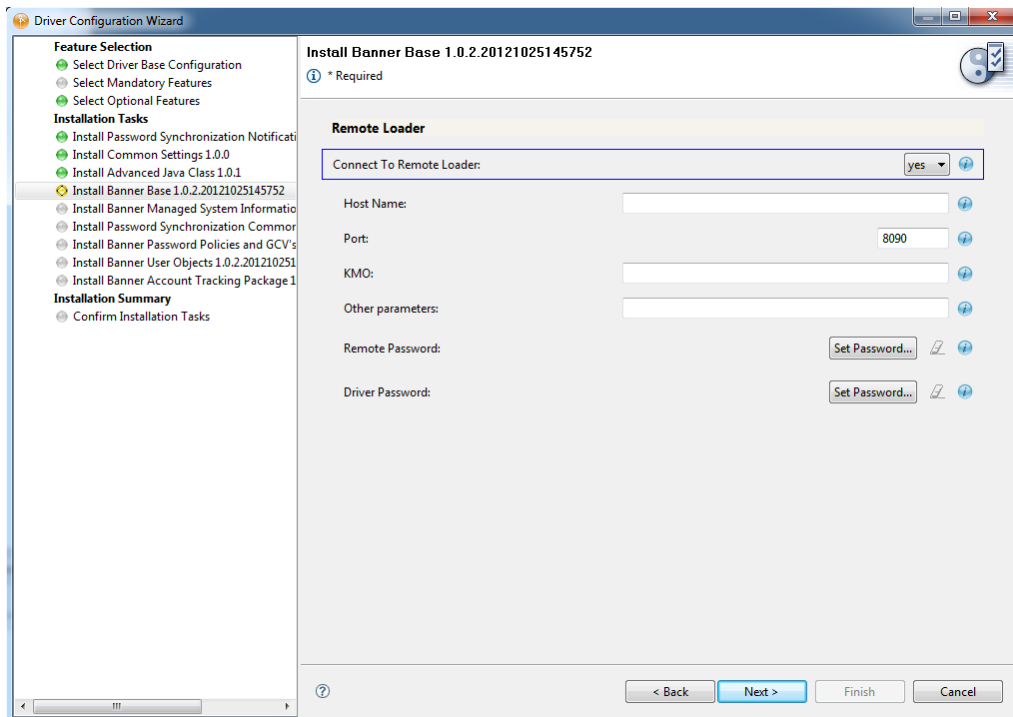 Driver Configuration Wizard
Feature Selection
Select Driver Base Configuration
Select Mandatory Features
Select Optional Features
Installation Tasks
Install Password Synchronization Notificati
Install Common Settings 1.0.0
Install Advanced Java Class 1.0.1
Install Banner Base 1.0.2.20121025145752
Install Banner Managed System Informatio
Install Password Synchronization Common
Install Banner Password Policies and GCV's
Install Banner User Objects 1.0.2.201210251
Install Banner Account Tracking Package 1
Installation Summary
Confirm Installation Tasks
Install Banner Base 1.0.2.20121025145752
* Required
Remote Loader
Connect To Remote Loader: yes
Host Name:
Port: 8090
KMO:
Other parameters:
Remote Password: Set Password...
Driver Password: Set Password...
< Back Next > Finish Cancel